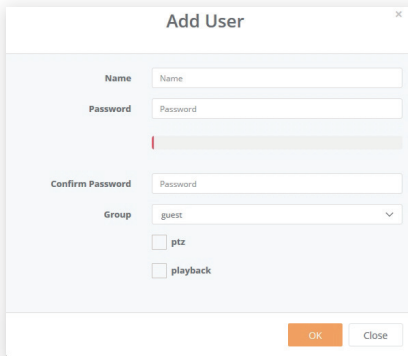 Add User
×
Name Name
Password Password
Confirm Password Password
Group guest
ptz
playback
OK Close